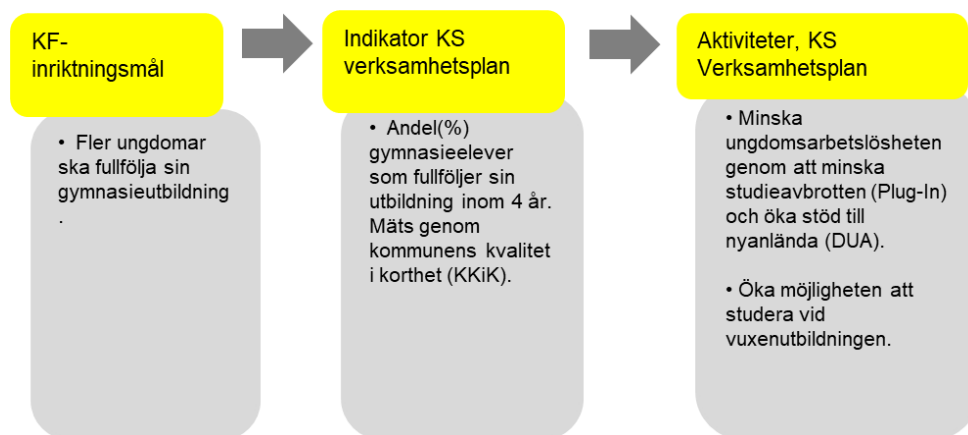 KF-
inriktningsmål
• Fler ungdomar
ska fullfölja sin
gymnasieutbildning
.
Indikator KS
verksamhetsplan
• Andel(%)
gymnasieelever
som fullföljer sin
utbildning inom 4 år.
Mäts genom
kommunens kvalitet
i korthet (KKiK).
Aktiviteter, KS
Verksamhetsplan
• Minska
ungdomsarbetslösheten
genom att minska
studieavbrotten (Plug-In)
och öka stöd till
nyanlända (DUA).
• Öka möjligheten att
studera vid
vuxenutbildningen.